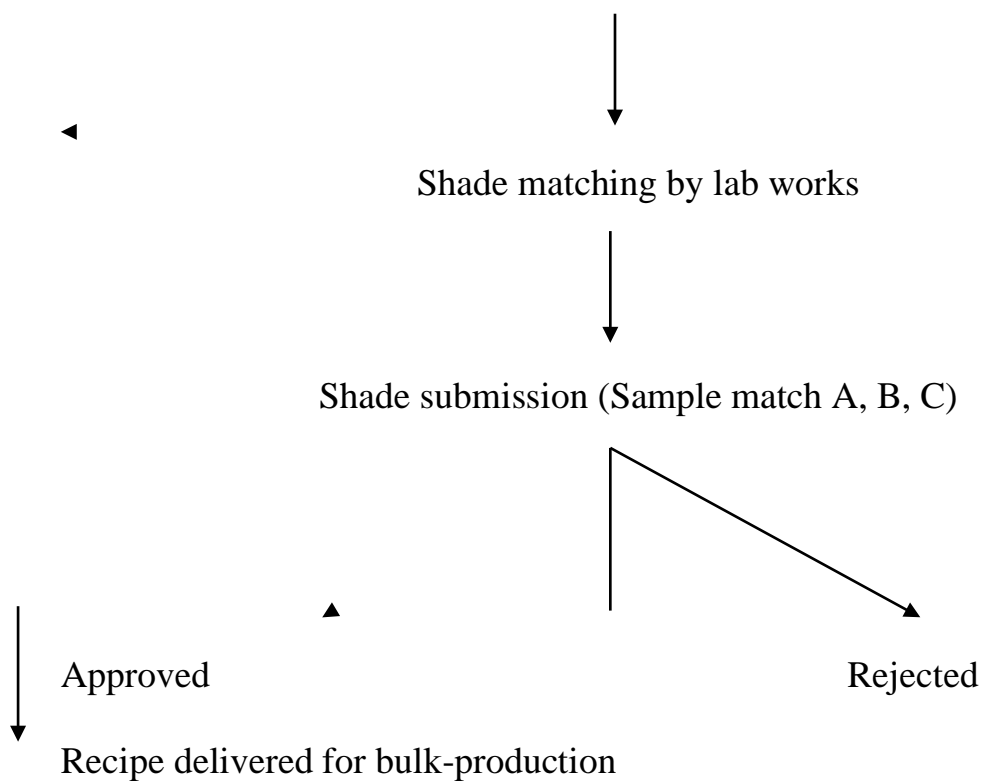 Shade matching by lab works
Shade submission (Sample match A, B, C)
Approved Rejected
Recipe delivered for bulk-production